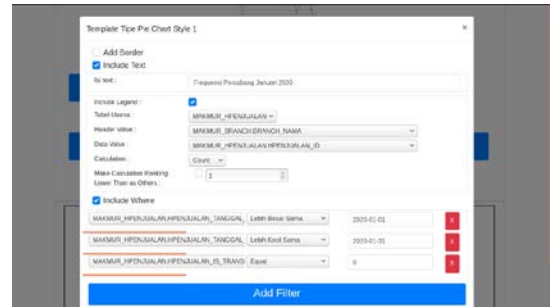 Template Tipe Pie Chart Style 1 ×
Add Border
Include Text
Isi text : Frequensi Percabang Januari 2020
Include Legend :
Tabel Utama : MAKMUR_HPENJUALAN
Header Value : MAKMUR_BRANCH.BRANCH_NAMA
Data Value : MAKMUR_HPENJUALAN.HPENJUALAN_ID
Calculation : Count
Make Calculation Ranking 1
Lower Than as Others :
Include Where
MAKMUR_HPENJUALAN.HPENJUALAN_TANGGAL Lebih Besar Sama 2020-01-01 X
MAKMUR_HPENJUALAN.HPENJUALAN_TANGGAL Lebih Kecil Sama 2020-01-31 X
MAKMUR_HPENJUALAN.HPENJUALAN_IS_TRANS Equal 0 X
Add Filter